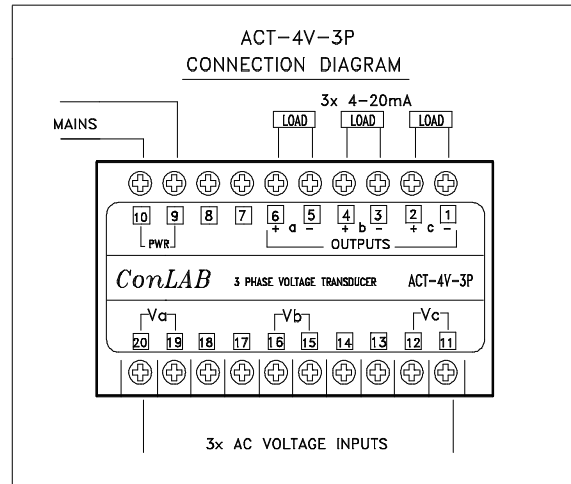 ACT-4V-3P
CONNECTION DIAGRAM
3x 4-20mA
MAINS
LOAD LOAD LOAD
10 9 8 7 6 5 4 3 2 1
+ a - + b - + c -
PWR OUTPUTS
ConLAB 3 PHASE VOLTAGE TRANSDUCER ACT-4V-3P
Va Vb Vc
20 19 18 17 16 15 14 13 12 11
3x AC VOLTAGE INPUTS